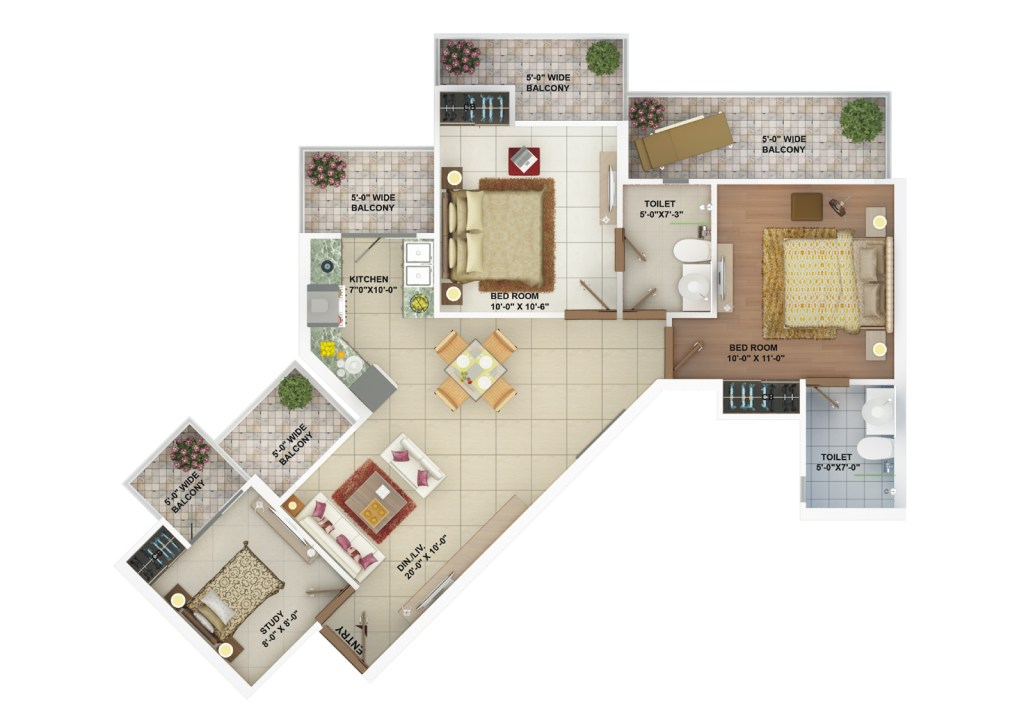 5'-0" WIDE
BALCONY
5'-0" WIDE
BALCONY
5'-0" WIDE
BALCONY
TOILET
5'-0"X7'-3"
KITCHEN
7"0"X10'-0"
BED ROOM
10'-0" X 10'-6"
BED ROOM
10'-0" X 11'-0"
CB
TOILET
5'-0"X7'-0"
5'-0" WIDE
BALCONY
5'-0" WIDE
BALCONY
DIN./LIV.
20'-0" X 10'-0"
STUDY
8'-0" X 8'-0"
ENTRY